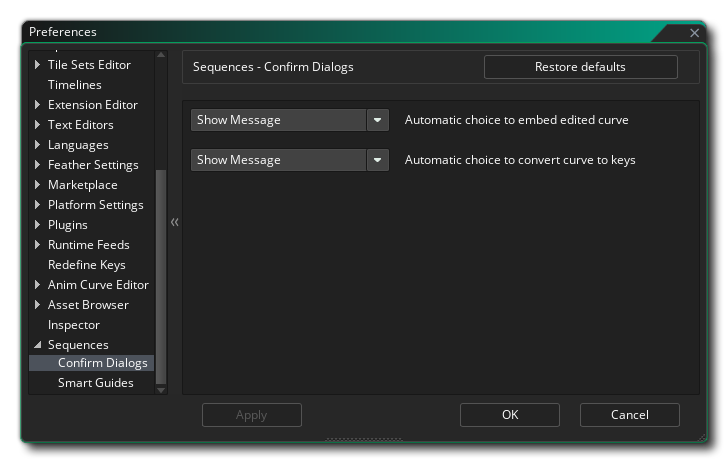 Preferences
Tile Sets Editor
Timelines
Extension Editor
Text Editors
Languages
Feather Settings
Marketplace
Platform Settings
Plugins
Runtime Feeds
Redefine Keys
Anim Curve Editor
Asset Browser
Inspector
Sequences
Confirm Dialogs
Smart Guides
Sequences - Confirm Dialogs
Restore defaults
Show Message
Automatic choice to embed edited curve
Show Message
Automatic choice to convert curve to keys
Apply
OK
Cancel